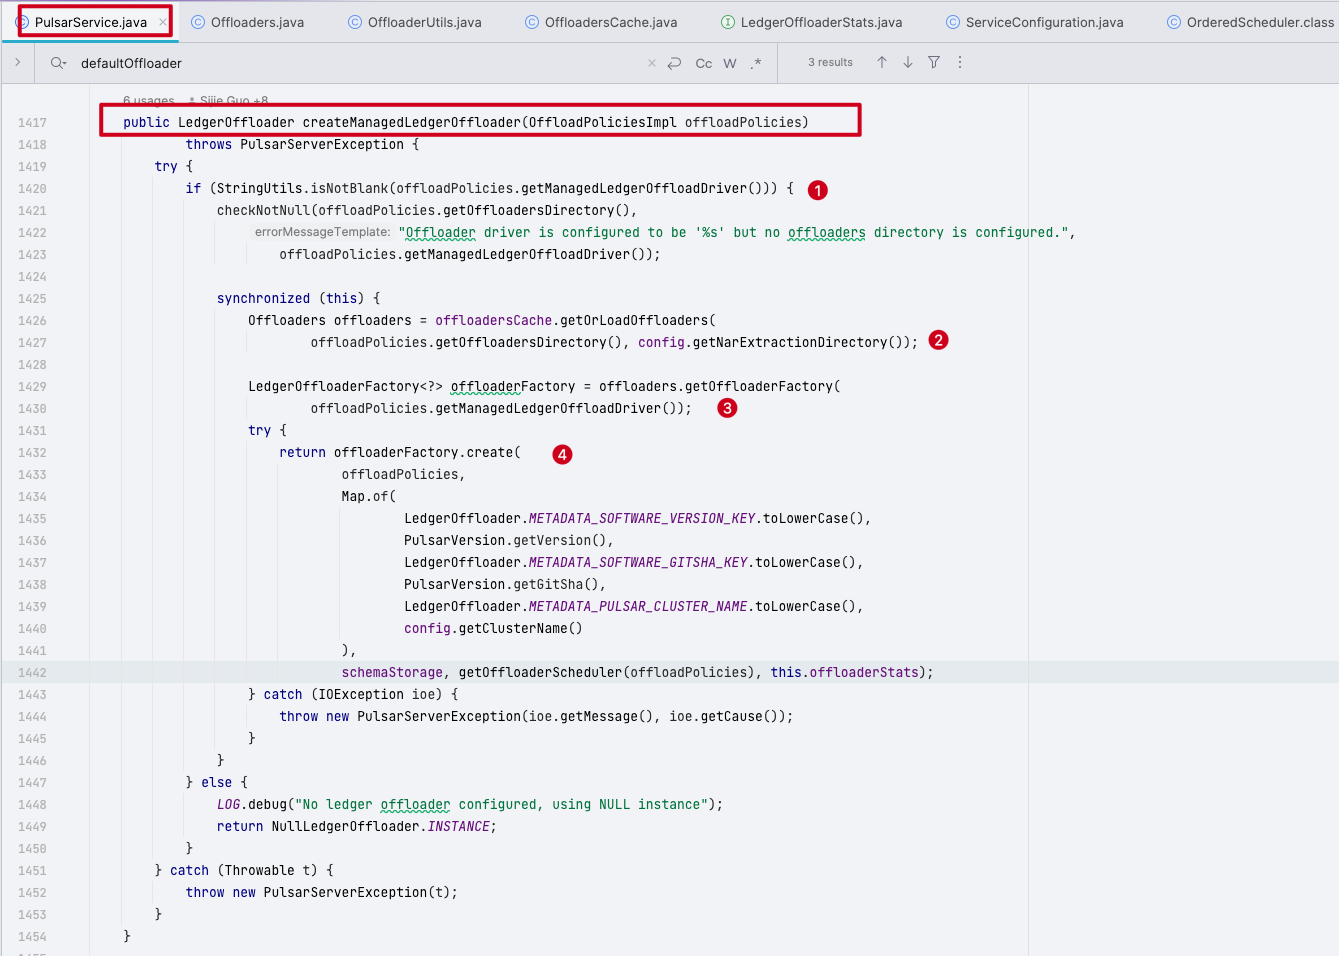 PulsarService.java
Offloaders.java
OffloaderUtils.java
OffloadersCache.java
LedgerOffloaderStats.java
ServiceConfiguration.java
OrderedScheduler.class
defaultOffloader
Cc W .*
3 results
6 usages Sijie Guo +8
1417 public LedgerOffloader createManagedLedgerOffloader(OffloadPoliciesImpl offloadPolicies)
1418 throws PulsarServerException {
1419 try {
1420 if (StringUtils.isNotBlank(offloadPolicies.getManagedLedgerOffloadDriver())) { 1
1421 checkNotNull(offloadPolicies.getOffloadersDirectory(),
1422 errorMessageTemplate: "Offloader driver is configured to be '%s' but no offloaders directory is configured.",
1423 offloadPolicies.getManagedLedgerOffloadDriver());
1424
1425 synchronized (this) {
1426 Offloaders offloaders = offloadersCache.getOrLoadOffloaders(
1427 offloadPolicies.getOffloadersDirectory(), config.getNarExtractionDirectory()); 2
1428
1429 LedgerOffloaderFactory<?> offloaderFactory = offloaders.getOffloaderFactory(
1430 offloadPolicies.getManagedLedgerOffloadDriver()); 3
1431 try {
1432 return offloaderFactory.create( 4
1433 offloadPolicies,
1434 Map.of(
1435 LedgerOffloader.METADATA_SOFTWARE_VERSION_KEY.toLowerCase(),
1436 PulsarVersion.getVersion(),
1437 LedgerOffloader.METADATA_SOFTWARE_GITSHA_KEY.toLowerCase(),
1438 PulsarVersion.getGitSha(),
1439 LedgerOffloader.METADATA_PULSAR_CLUSTER_NAME.toLowerCase(),
1440 config.getClusterName()
1441 ),
1442 schemaStorage, getOffloaderScheduler(offloadPolicies), this.offloaderStats);
1443 } catch (IOException ioe) {
1444 throw new PulsarServerException(ioe.getMessage(), ioe.getCause());
1445 }
1446 }
1447 } else {
1448 LOG.debug("No ledger offloader configured, using NULL instance");
1449 return NullLedgerOffloader.INSTANCE;
1450 }
1451 } catch (Throwable t) {
1452 throw new PulsarServerException(t);
1453 }
1454 }